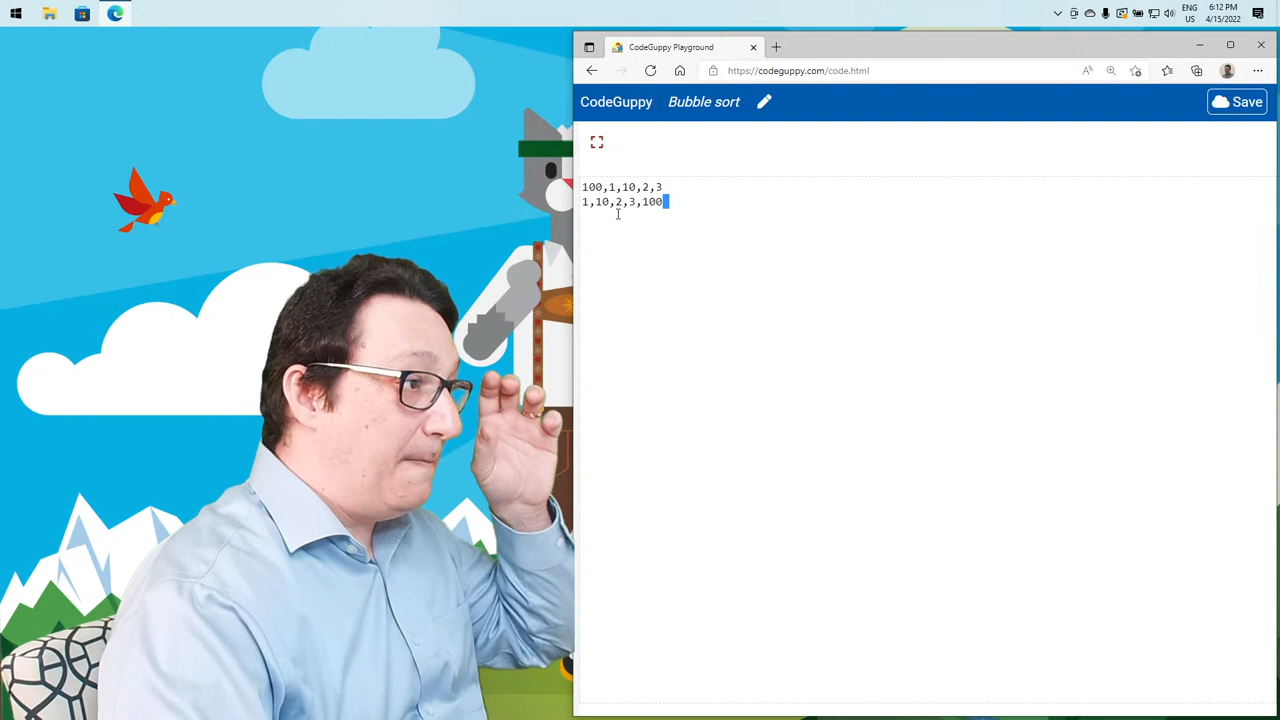 ENG
US
6:12 PM
4/15/2022
CodeGuppy Playground
https://codeguppy.com/code.html
CodeGuppy Bubble sort
Save
100,1,10,2,3
1,10,2,3,100